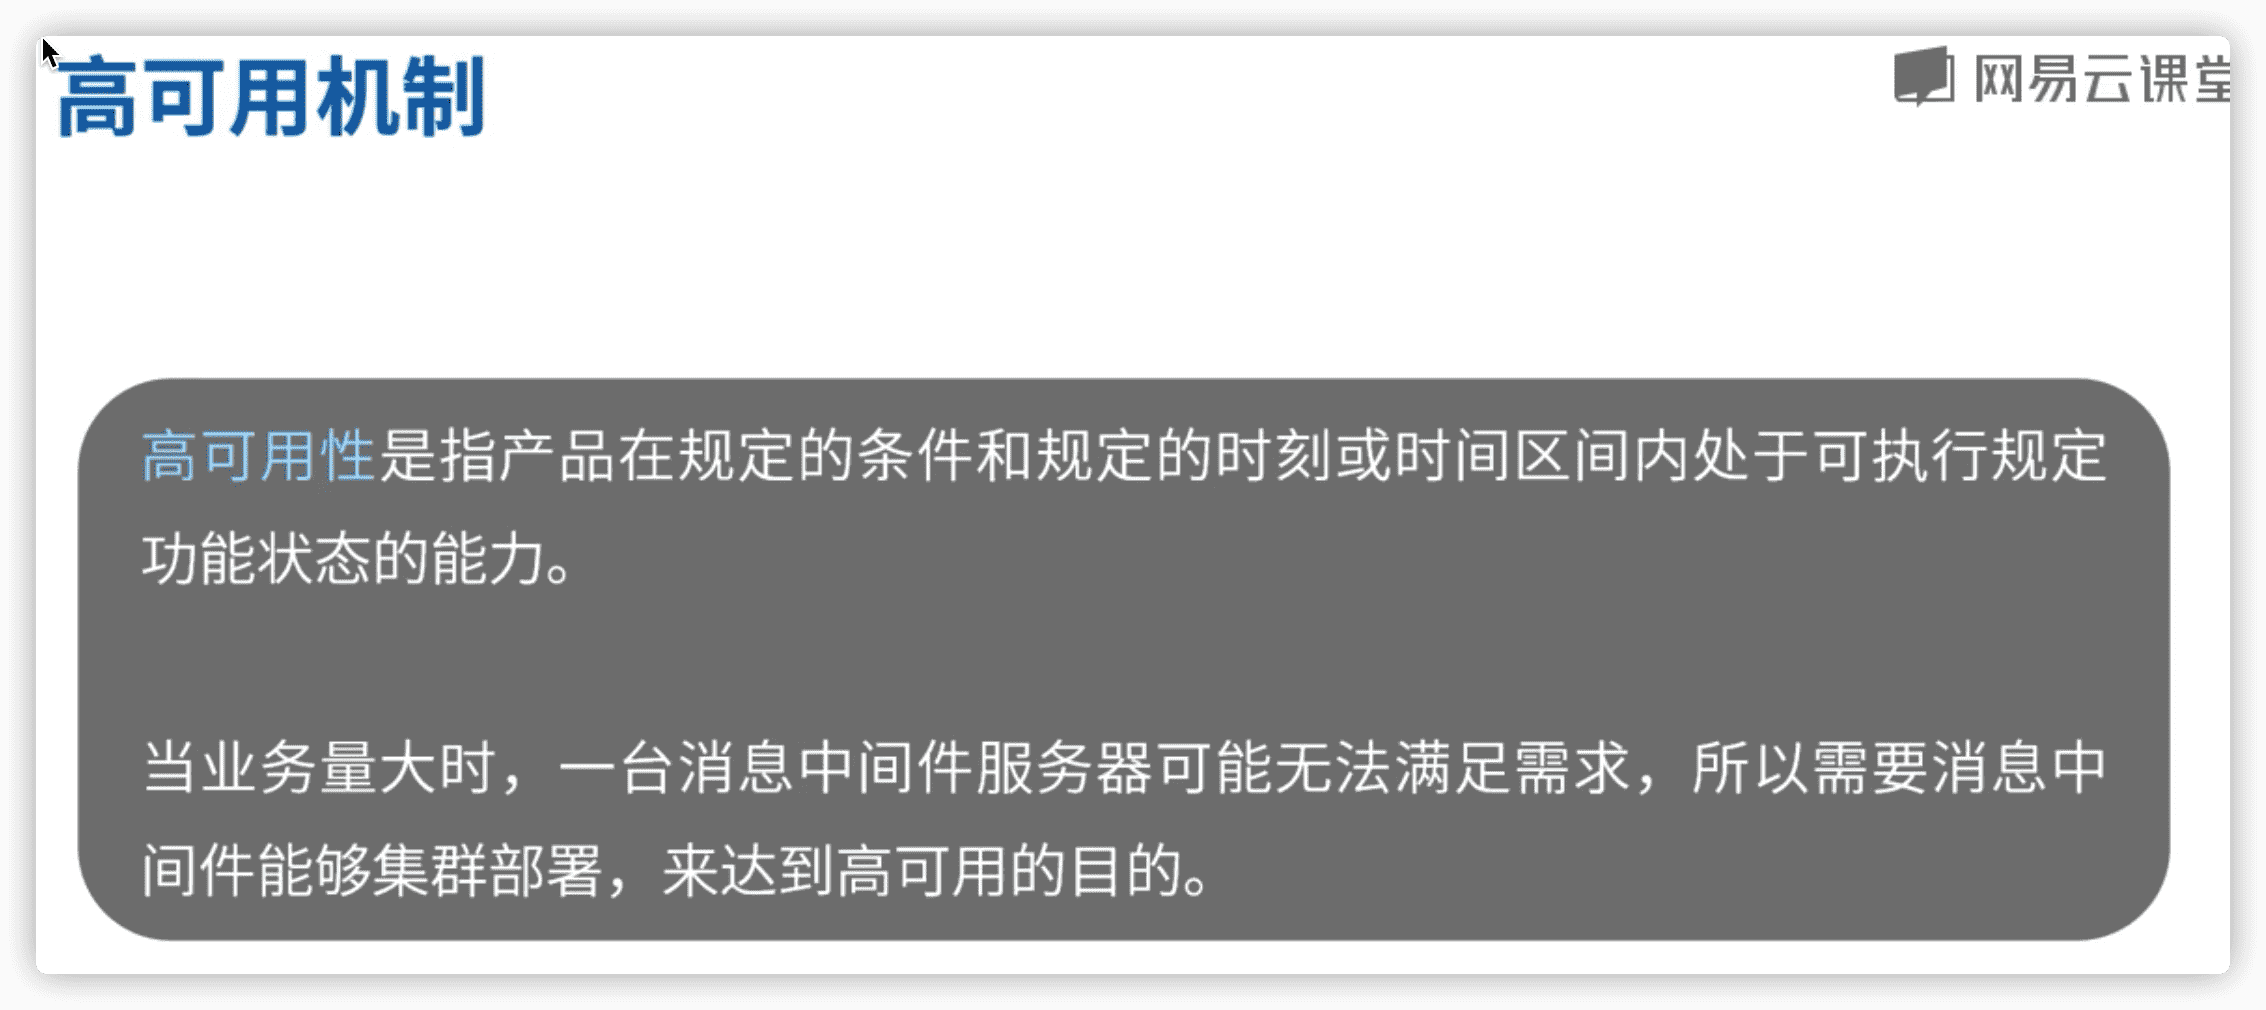 高可用机制
网易云课堂
高可用性是指产品在规定的条件和规定的时刻或时间区间内处于可执行规定
功能状态的能力。
当业务量大时，一台消息中间件服务器可能无法满足需求，所以需要消息中
间件能够集群部署，来达到高可用的目的。